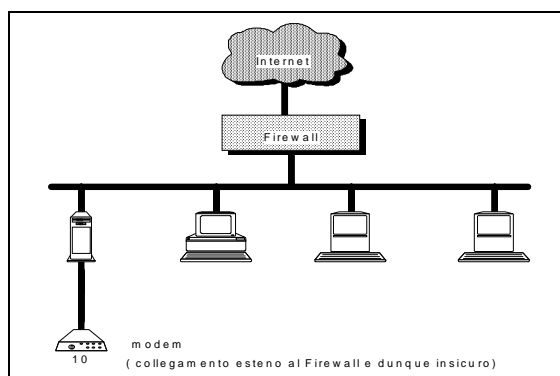 Internet
Firewall
modem
10
( collegamento esteno al Firewall e dunque insicuro)